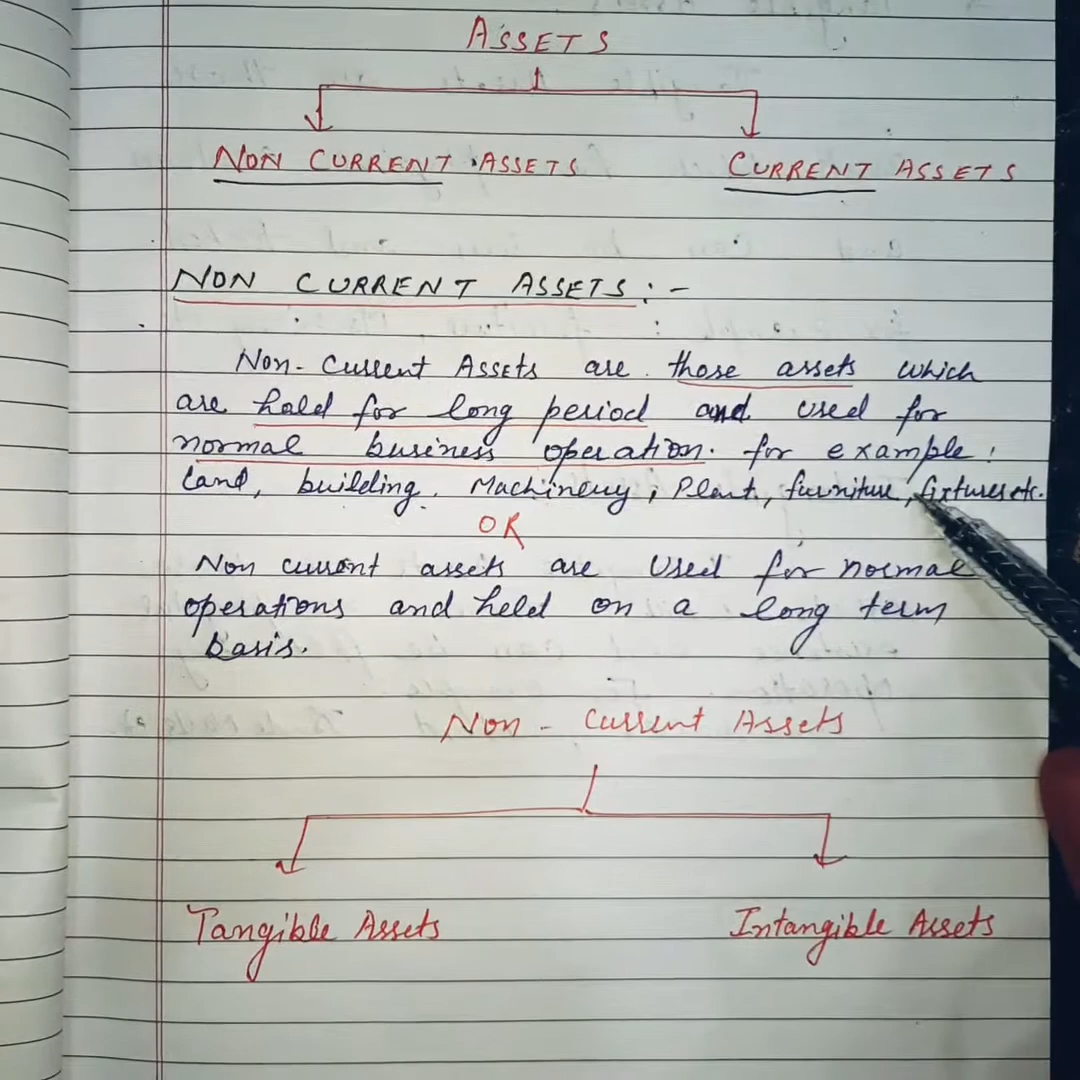 ASSETS
NON CURRENT ASSETS CURRENT ASSETS
NON CURRENT ASSETS :-
Non-Current Assets are those assets which
are hold for long period and used for
normal business operation. for example:
land, building, Machinery, Plant, furniture, fixtures etc.
OR
Non current assets are used for normal
operations and held on a long term
basis.
Non - Current Assets
Tangible Assets Intangible Assets